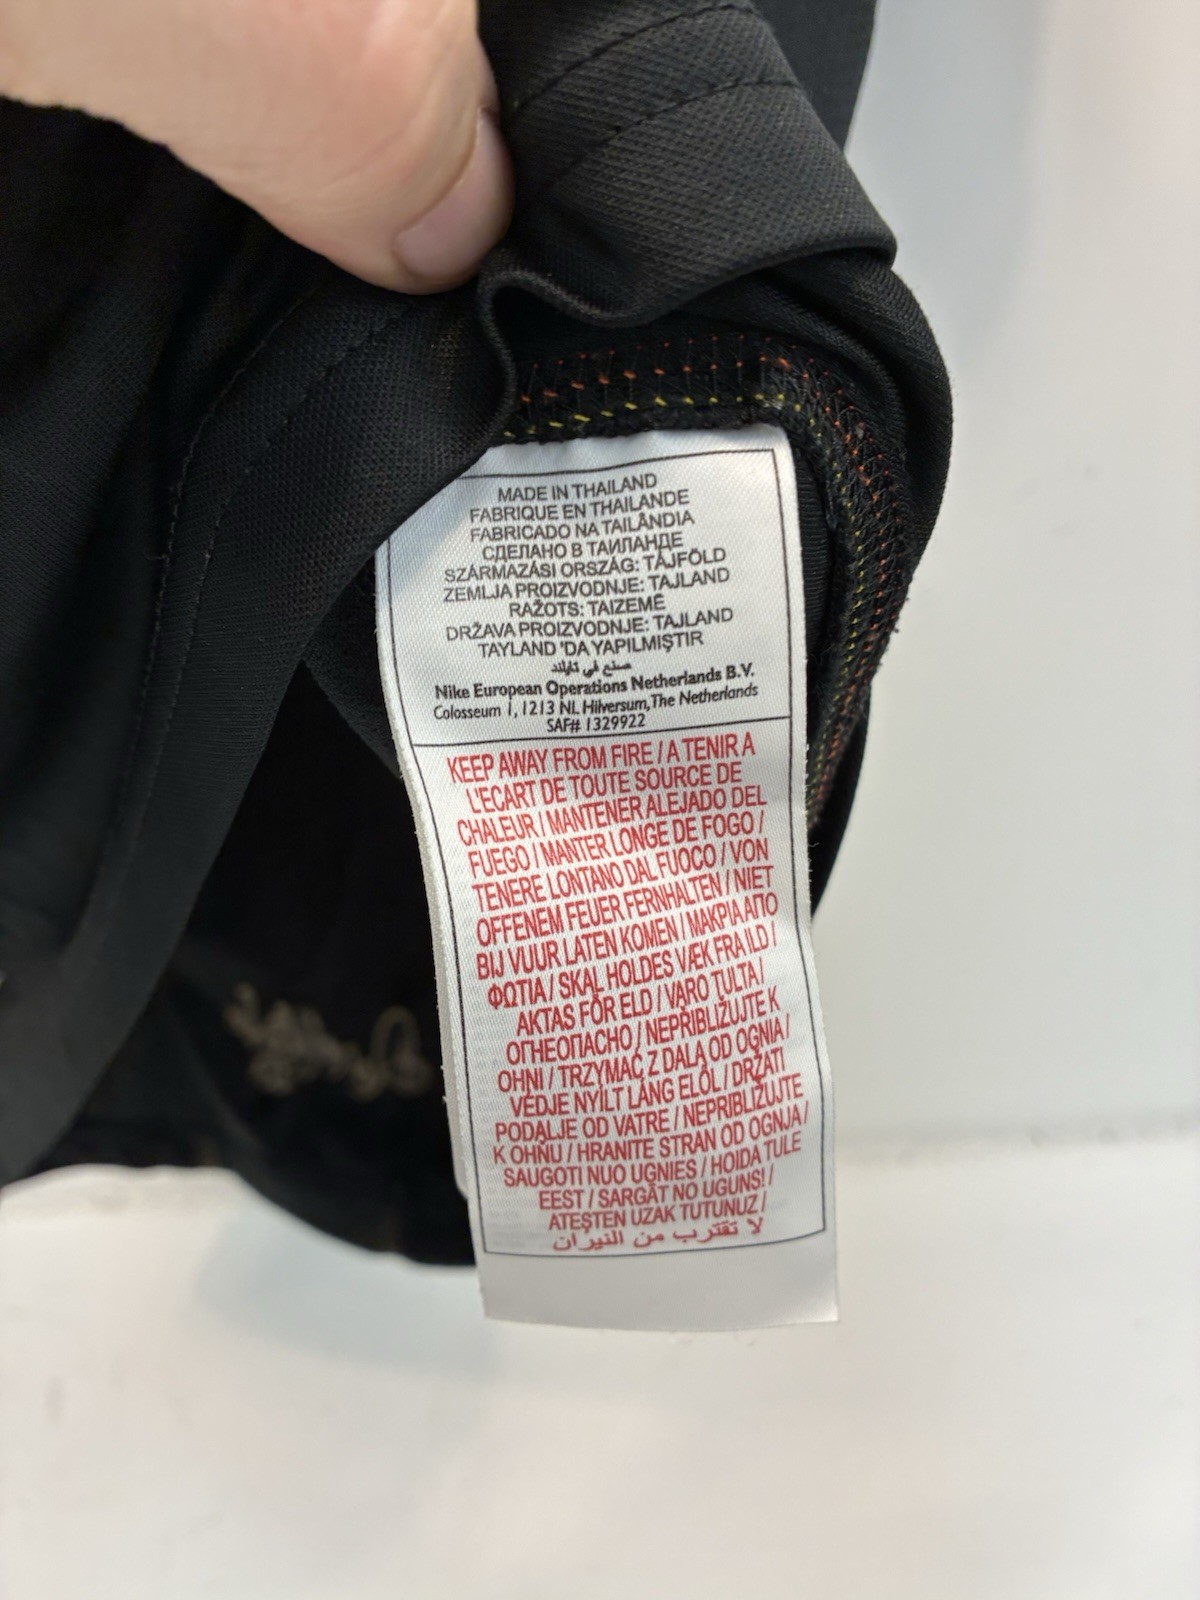 MADE IN THAILAND
FABRIQUE EN THAILANDE
FABRICADO NA TAILÂNDIA
СДЕЛАНО В ТАИЛАНДЕ
SZÁRMAZÁSI ORSZÁG: TÁJFÖLD
ZEMLJA PROIZVODNJE: TAJLAND
RAŽOTS: TAIZEMĒ
DRŽAVA PROIZVODNJE: TAJLAND
TAYLAND 'DA YAPILMIŞTIR
صنع في تايلند
Nike European Operations Netherlands B.V.
Colosseum 1, 1213 NL Hilversum, The Netherlands
SAF# 1329922
KEEP AWAY FROM FIRE / A TENIR A
L'ECART DE TOUTE SOURCE DE
CHALEUR / MANTENER ALEJADO DEL
FUEGO / MANTER LONGE DE FOGO /
TENERE LONTANO DAL FUOCO / VON
OFFENEM FEUER FERNHALTEN / NIET
BIJ VUUR LATEN KOMEN / ΜΑΚΡΙΑ ΑΠΟ
ΦΩΤΙΑ / SKAL HOLDES VÆK FRA ILD /
AKTAS FÖR ELD / VARO TULTA /
ОГНЕОПАСНО / NEPŘIBLIŽUJTE K
OHNI / TRZYMAĆ Z DALA OD OGNIA /
VÉDJE NYÍLT LÁNG ELŐL / DRŽATI
PODALJE OD VATRE / NEPRIBLIŽUJTE
K OHŇU / HRANITE STRAN OD OGNJA /
SAUGOTI NUO UGNIES / HOIDA TULE
EEST / SARGĀT NO UGUNS! /
ATEŞTEN UZAK TUTUNUZ /
لا تقترب من النيران